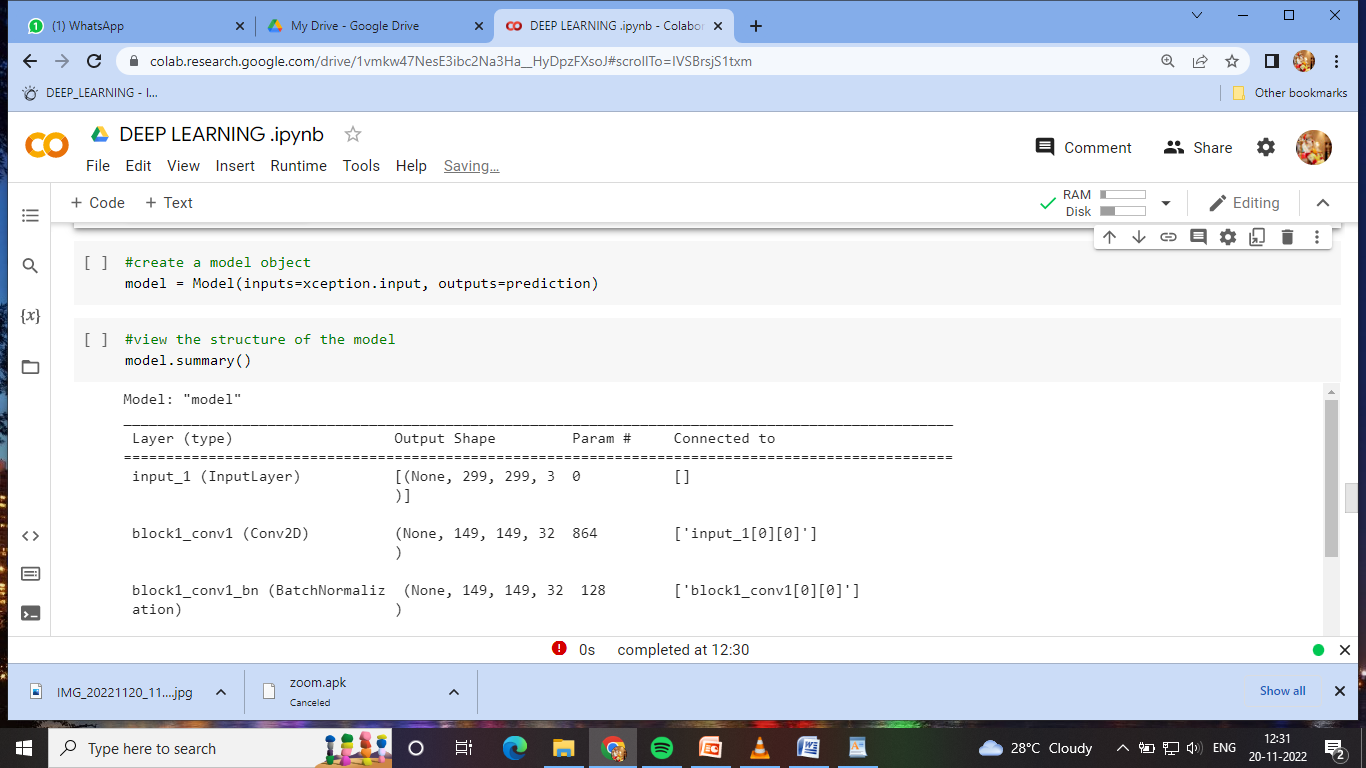 (1) WhatsApp
My Drive - Google Drive
DEEP LEARNING .ipynb - Colabor
colab.research.google.com/drive/1vmkw47NesE3ibc2Na3Ha__HyDpzFXsoJ#scrollTo=IVSBrsjS1txm
DEEP_LEARNING - I...
Other bookmarks
DEEP LEARNING .ipynb
Comment
Share
File Edit View Insert Runtime Tools Help Saving...
+ Code + Text
RAM
Disk
Editing
[ ] #create a model object
model = Model(inputs=xception.input, outputs=prediction)
{x}
[ ] #view the structure of the model
model.summary()
Model: "model"
__________________________________________________________________________________________________
Layer (type) Output Shape Param # Connected to
==================================================================================================
input_1 (InputLayer) [(None, 299, 299, 3 0 []
)]
block1_conv1 (Conv2D) (None, 149, 149, 32 864 ['input_1[0][0]']
)
block1_conv1_bn (BatchNormaliz (None, 149, 149, 32 128 ['block1_conv1[0][0]']
ation) )
0s completed at 12:30
IMG_20221120_11....jpg
zoom.apk
Canceled
Show all
Type here to search
28°C Cloudy
ENG
12:31
20-11-2022
2